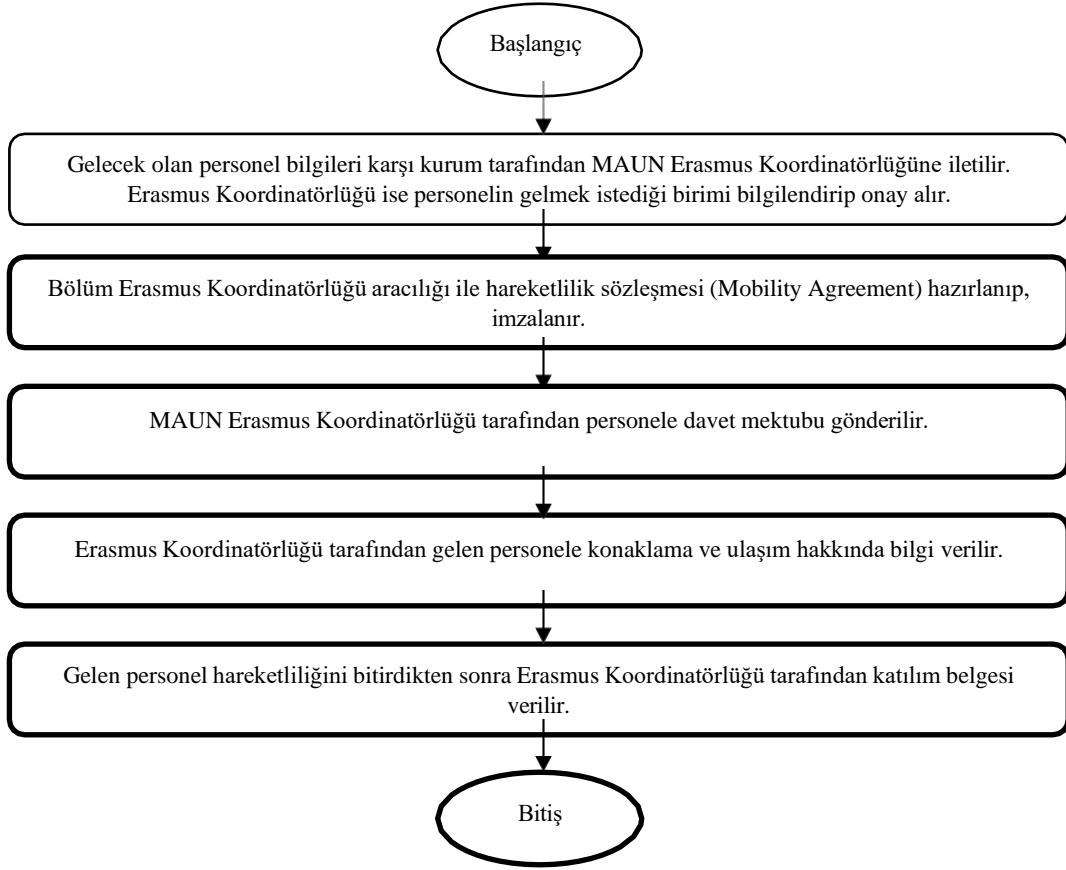 Başlangıç
Gelecek olan personel bilgileri karşı kurum tarafından MAUN Erasmus Koordinatörlüğüne iletilir.
Erasmus Koordinatörlüğü ise personelin gelmek istediği birimi bilgilendirip onay alır.
Bölüm Erasmus Koordinatörlüğü aracılığı ile hareketlilik sözleşmesi (Mobility Agreement) hazırlanıp,
imzalanır.
MAUN Erasmus Koordinatörlüğü tarafından personele davet mektubu gönderilir.
Erasmus Koordinatörlüğü tarafından gelen personele konaklama ve ulaşım hakkında bilgi verilir.
Gelen personel hareketliliğini bitirdikten sonra Erasmus Koordinatörlüğü tarafından katılım belgesi
verilir.
Bitiş